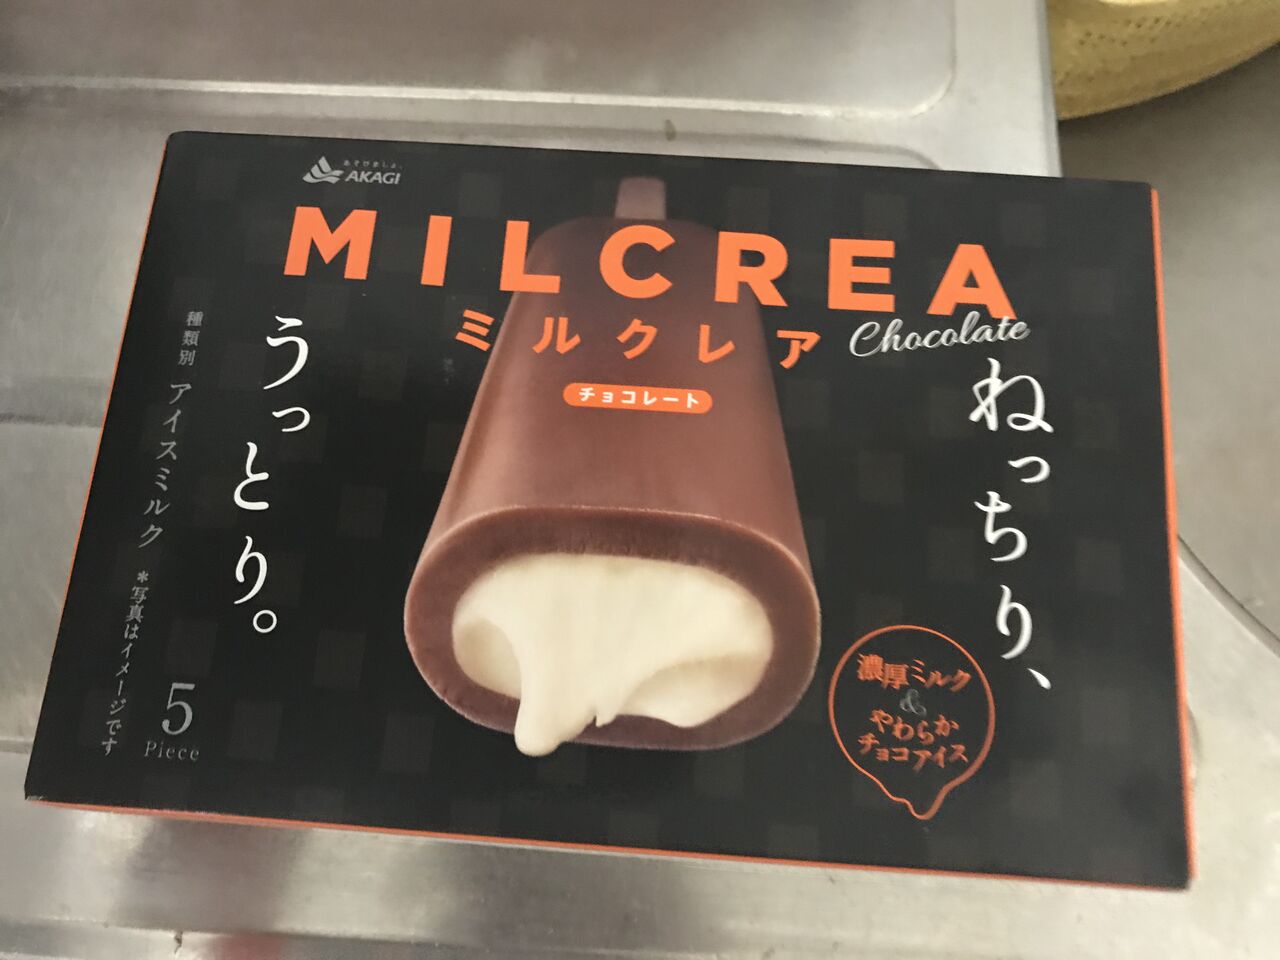 あそびましょ。
AKAGI
MILCREA
ミルクレア
Chocolate
チョコレート
ねっちり、
うっとり。
種類別 アイスミルク
*写真はイメージです
5
Piece
濃厚ミルク
&
やわらか
チョコアイス